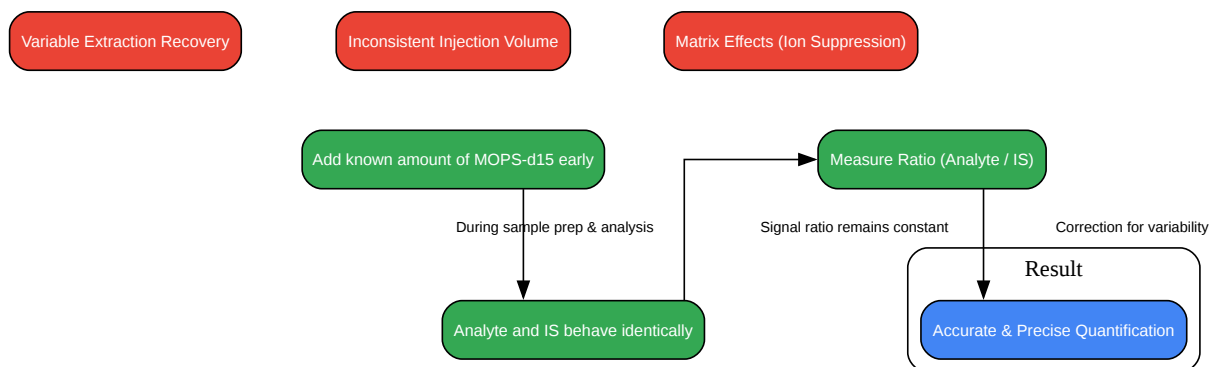 Variable Extraction Recovery
Inconsistent Injection Volume
Matrix Effects (Ion Suppression)
Add known amount of MOPS-d15 early
Measure Ratio (Analyte / IS)
During sample prep & analysis
Signal ratio remains constant
Correction for variability
Result
Analyte and IS behave identically
Accurate & Precise Quantification